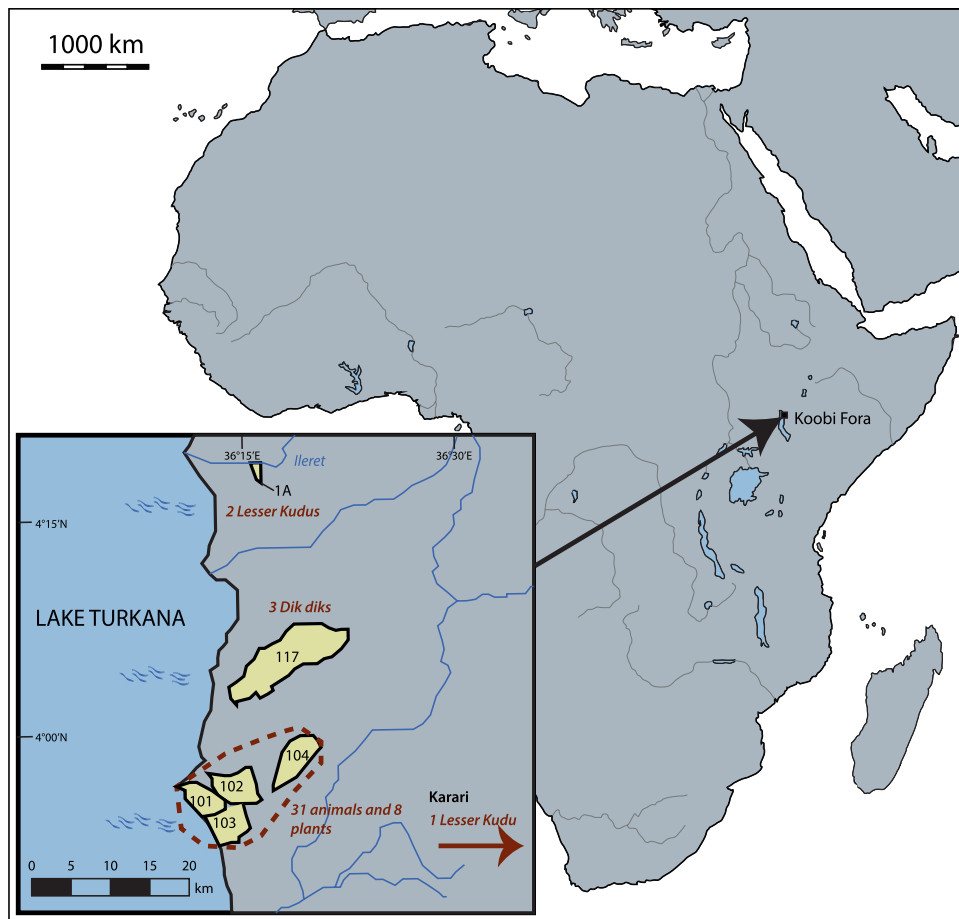 1000 km
Koobi Fora
36°15'E
36°30'E
Ileret
1A
2 Lesser Kudus
4°15'N
3 Dik diks
LAKE TURKANA
117
4°00'N
104
102
101
103
31 animals and 8
plants
Karari
1 Lesser Kudu
0 5 10 15 20
km